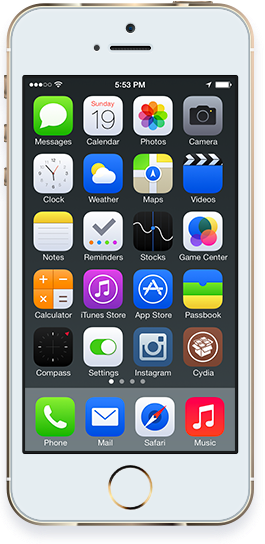 5:53 PM
Sunday
19
Messages Calendar Photos Camera
Clock Weather Maps Videos
Notes Reminders Stocks Game Center
Calculator iTunes Store App Store Passbook
Compass Settings Instagram Cydia
Phone Mail Safari Music